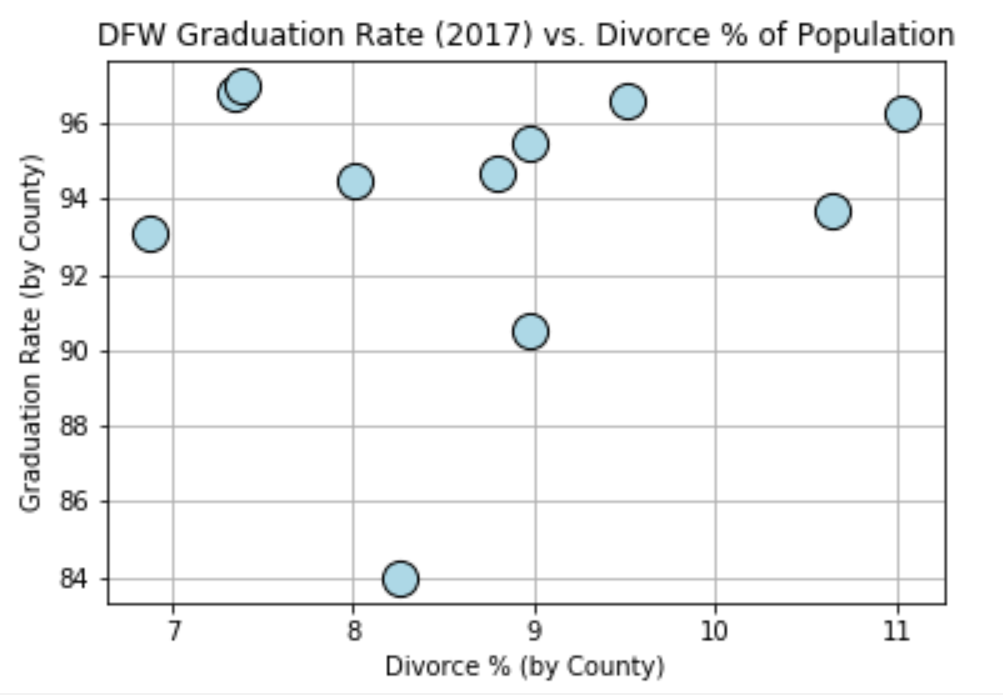 DFW Graduation Rate (2017) vs. Divorce % of Population
Graduation Rate (by County)
96
94
92
90
88
86
84
7 8 9 10 11
Divorce % (by County)